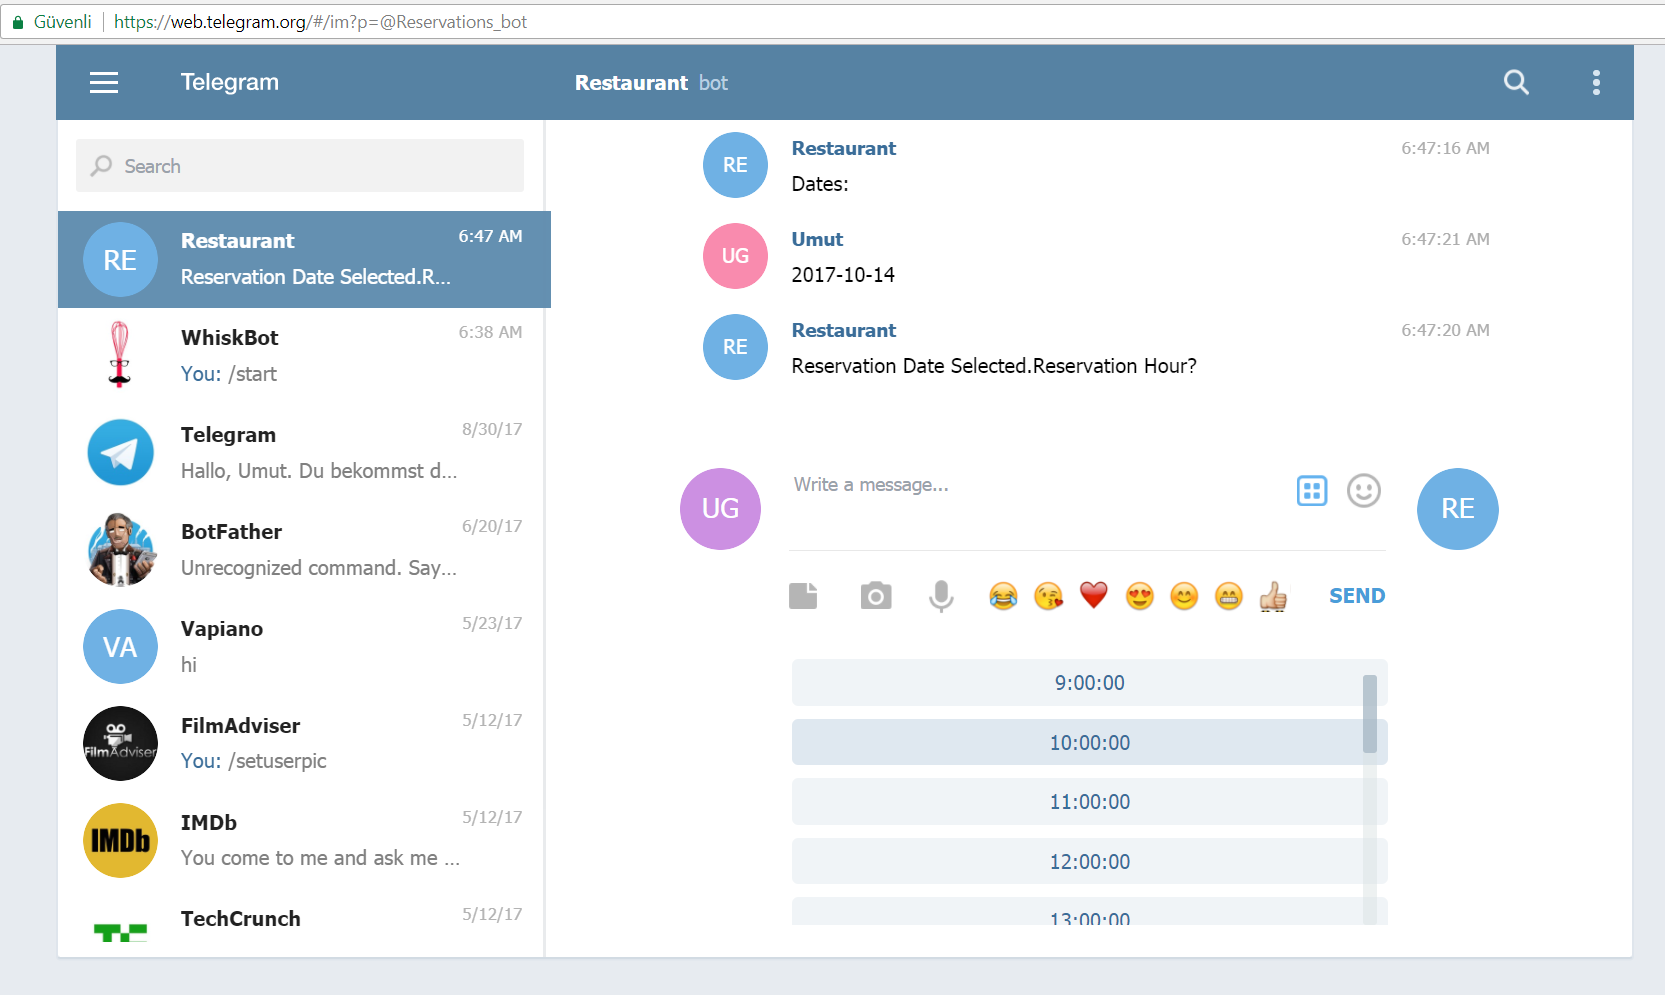 Güvenli https://web.telegram.org/#/im?p=@Reservations_bot
Telegram
Restaurant bot
Search
RE Restaurant 6:47 AM
Reservation Date Selected.R...
WhiskBot 6:38 AM
You: /start
Telegram 8/30/17
Hallo, Umut. Du bekommst d...
BotFather 6/20/17
Unrecognized command. Say...
VA Vapiano 5/23/17
hi
FilmAdviser FilmAdviser 5/12/17
You: /setuserpic
IMDb IMDb 5/12/17
You come to me and ask me ...
TC TechCrunch 5/12/17
RE Restaurant 6:47:16 AM
Dates:
UG Umut 6:47:21 AM
2017-10-14
RE Restaurant 6:47:20 AM
Reservation Date Selected.Reservation Hour?
UG Write a message... RE
SEND
9:00:00
10:00:00
11:00:00
12:00:00
13:00:00